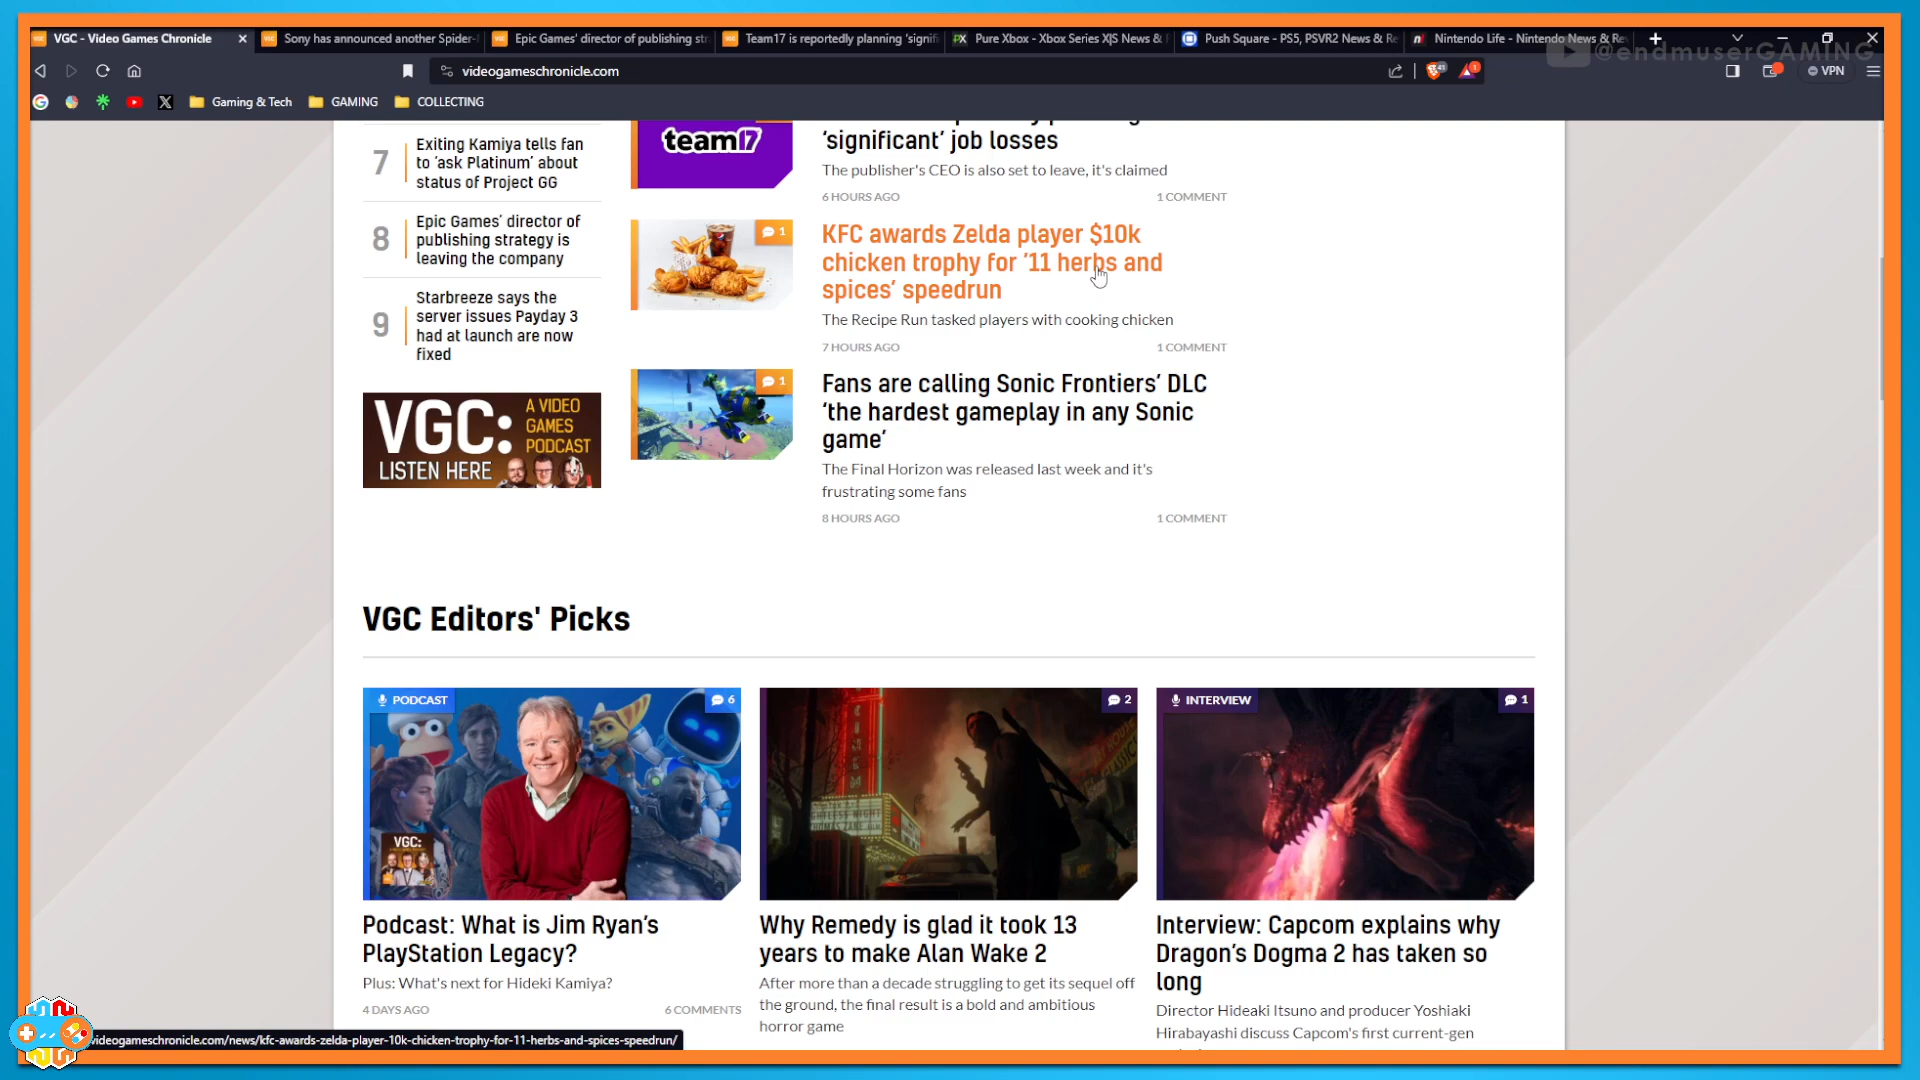 VGC - Video Games Chronicle
Sony has announced another Spider-
Epic Games' director of publishing str
Team17 is reportedly planning 'signifi
Pure Xbox - Xbox Series X|S News &
Push Square - PS5, PSVR2 News & Re
Nintendo Life - Nintendo News & Re
@endmuserGAMING
videogameschronicle.com
VPN
Gaming & Tech
GAMING
COLLECTING
7
Exiting Kamiya tells fan
to 'ask Platinum' about
status of Project GG
8
Epic Games' director of
publishing strategy is
leaving the company
9
Starbreeze says the
server issues Payday 3
had at launch are now
fixed
VGC:
A VIDEO
GAMES
PODCAST
LISTEN HERE
team17
'significant' job losses
The publisher's CEO is also set to leave, it's claimed
6 HOURS AGO
1 COMMENT
1
KFC awards Zelda player $10k
chicken trophy for '11 herbs and
spices' speedrun
The Recipe Run tasked players with cooking chicken
7 HOURS AGO
1 COMMENT
1
Fans are calling Sonic Frontiers' DLC
'the hardest gameplay in any Sonic
game'
The Final Horizon was released last week and it's
frustrating some fans
8 HOURS AGO
1 COMMENT
VGC Editors' Picks
PODCAST
6
VGC:
Podcast: What is Jim Ryan's
PlayStation Legacy?
Plus: What's next for Hideki Kamiya?
4 DAYS AGO
6 COMMENTS
2
Why Remedy is glad it took 13
years to make Alan Wake 2
After more than a decade struggling to get its sequel off
the ground, the final result is a bold and ambitious
horror game
INTERVIEW
1
Interview: Capcom explains why
Dragon's Dogma 2 has taken so
long
Director Hideaki Itsuno and producer Yoshiaki
Hirabayashi discuss Capcom's first current-gen
videogameschronicle.com/news/kfc-awards-zelda-player-10k-chicken-trophy-for-11-herbs-and-spices-speedrun/